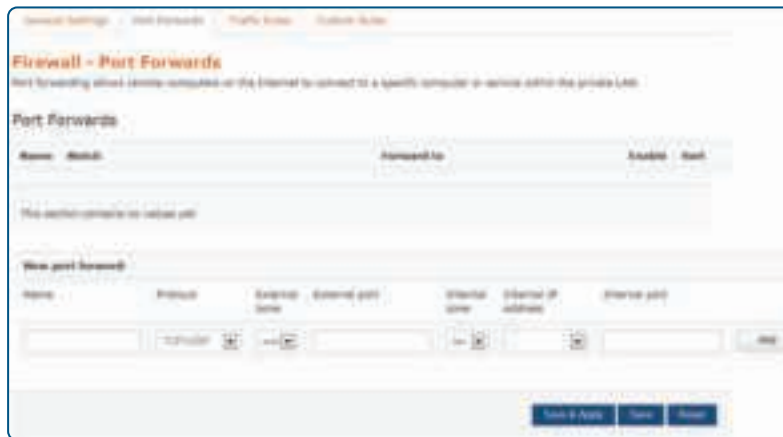 General Settings Port Forwards Traffic Rules Custom Rules
Firewall - Port Forwards
Port forwarding allows remote computers on the Internet to connect to a specific computer or service within the private LAN.
Port Forwards
Name Match Forward to Enable Sort
This section contains no values yet
New port forward:
Name Protocol External zone External port Internal zone Internal IP address Internal port
TCP+UDP Add
Save & Apply Save Reset